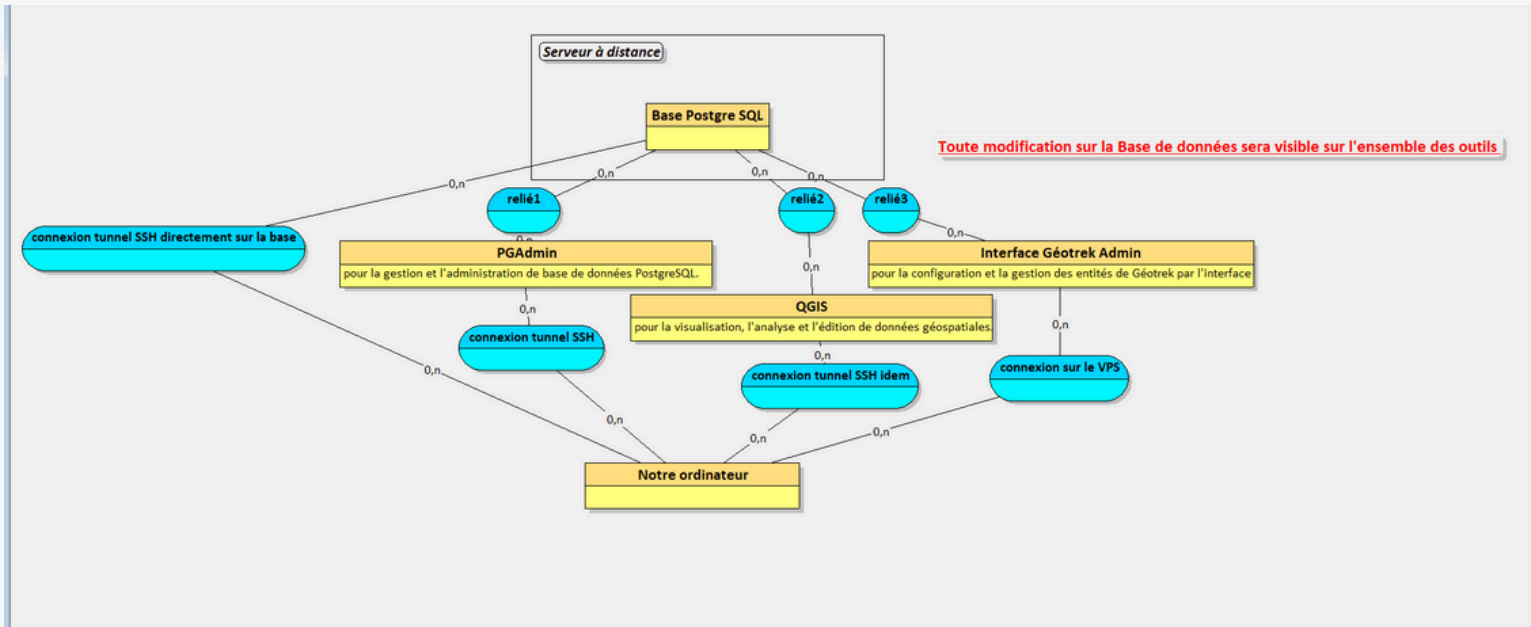 Serveur à distance
Base Postgre SQL
Toute modification sur la Base de données sera visible sur l'ensemble des outils
0,n
0,n
0,n
0,n
relié1
relié2
relié3
connexion tunnel SSH directement sur la base
0,n
0,n
PGAdmin
pour la gestion et l'administration de base de données PostgreSQL.
Interface Géotrek Admin
pour la configuration et la gestion des entités de Géotrek par l'interface
0,n
QGIS
pour la visualisation, l'analyse et l'édition de données géospatiales.
0,n
0,n
connexion tunnel SSH
0,n
connexion tunnel SSH idem
connexion sur le VPS
0,n
0,n
0,n
0,n
Notre ordinateur